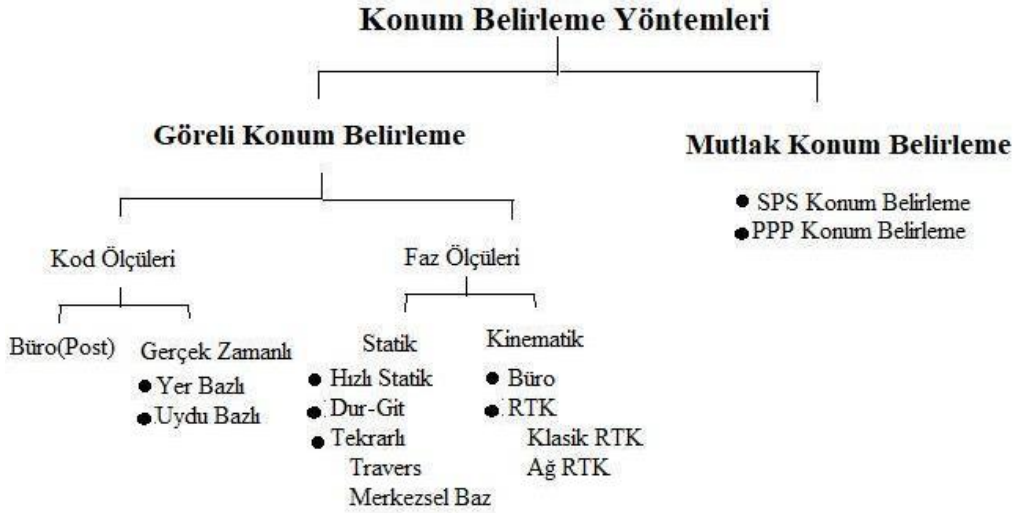 Konum Belirleme Yöntemleri
Göreli Konum Belirleme
Mutlak Konum Belirleme
● SPS Konum Belirleme
● PPP Konum Belirleme
Kod Ölçüleri
Faz Ölçüleri
Büro(Post)
Gerçek Zamanlı
● Yer Bazlı
● Uydu Bazlı
Statik
● Hızlı Statik
● Dur-Git
● Tekrarlı
Travers
Merkezsel Baz
Kinematik
● Büro
● RTK
Klasik RTK
Ağ RTK